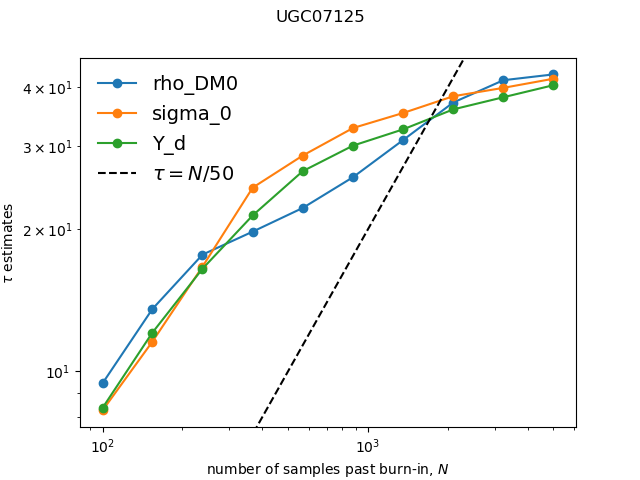 UGC07125
rho_DM0
sigma_0
Y_d
τ = N/50
4 × 10¹
3 × 10¹
2 × 10¹
10¹
τ estimates
10²
10³
number of samples past burn-in, N